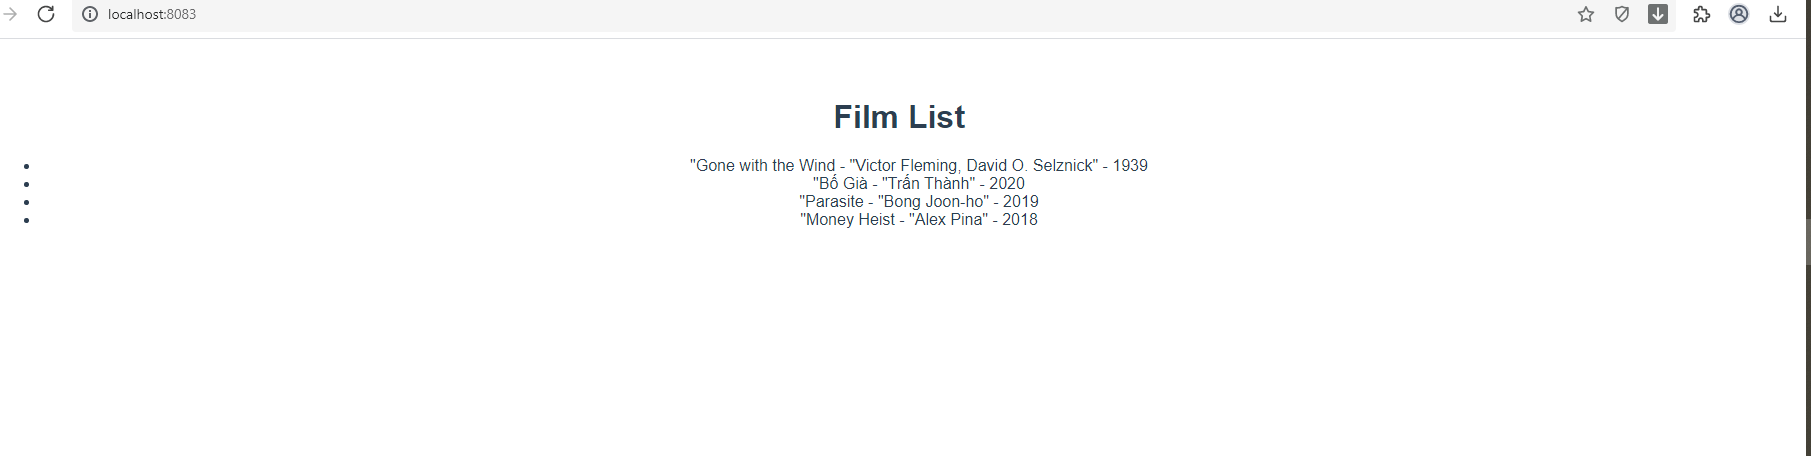 localhost:8083
Film List
"Gone with the Wind - "Victor Fleming, David O. Selznick" - 1939
"Bố Già - "Trấn Thành" - 2020
"Parasite - "Bong Joon-ho" - 2019
"Money Heist - "Alex Pina" - 2018